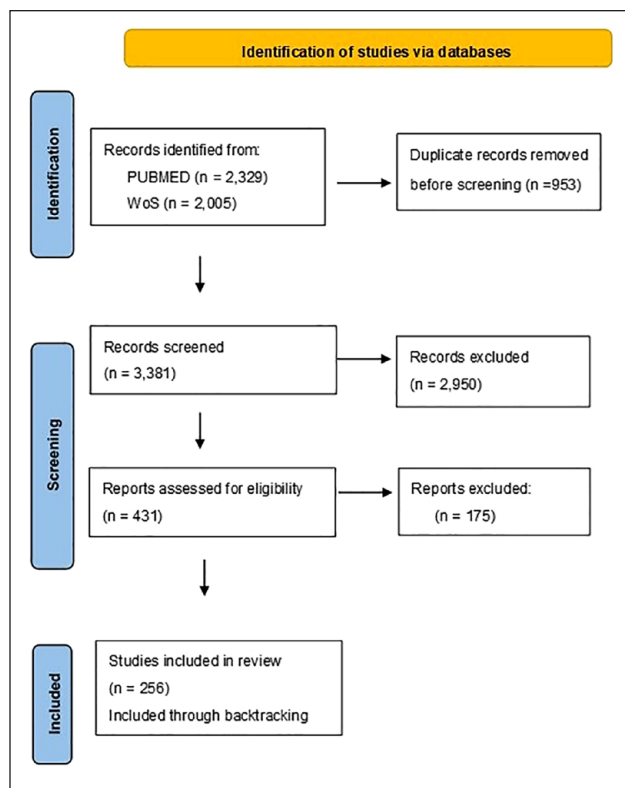 Identification of studies via databases
Identification
Records identified from:
PUBMED (n = 2,329)
WoS (n = 2,005)
Duplicate records removed
before screening (n =953)
Screening
Records screened
(n = 3,381)
Records excluded
(n = 2,950)
Reports assessed for eligibility
(n = 431)
Reports excluded:
(n = 175)
Included
Studies included in review
(n = 256)
Included through backtracking